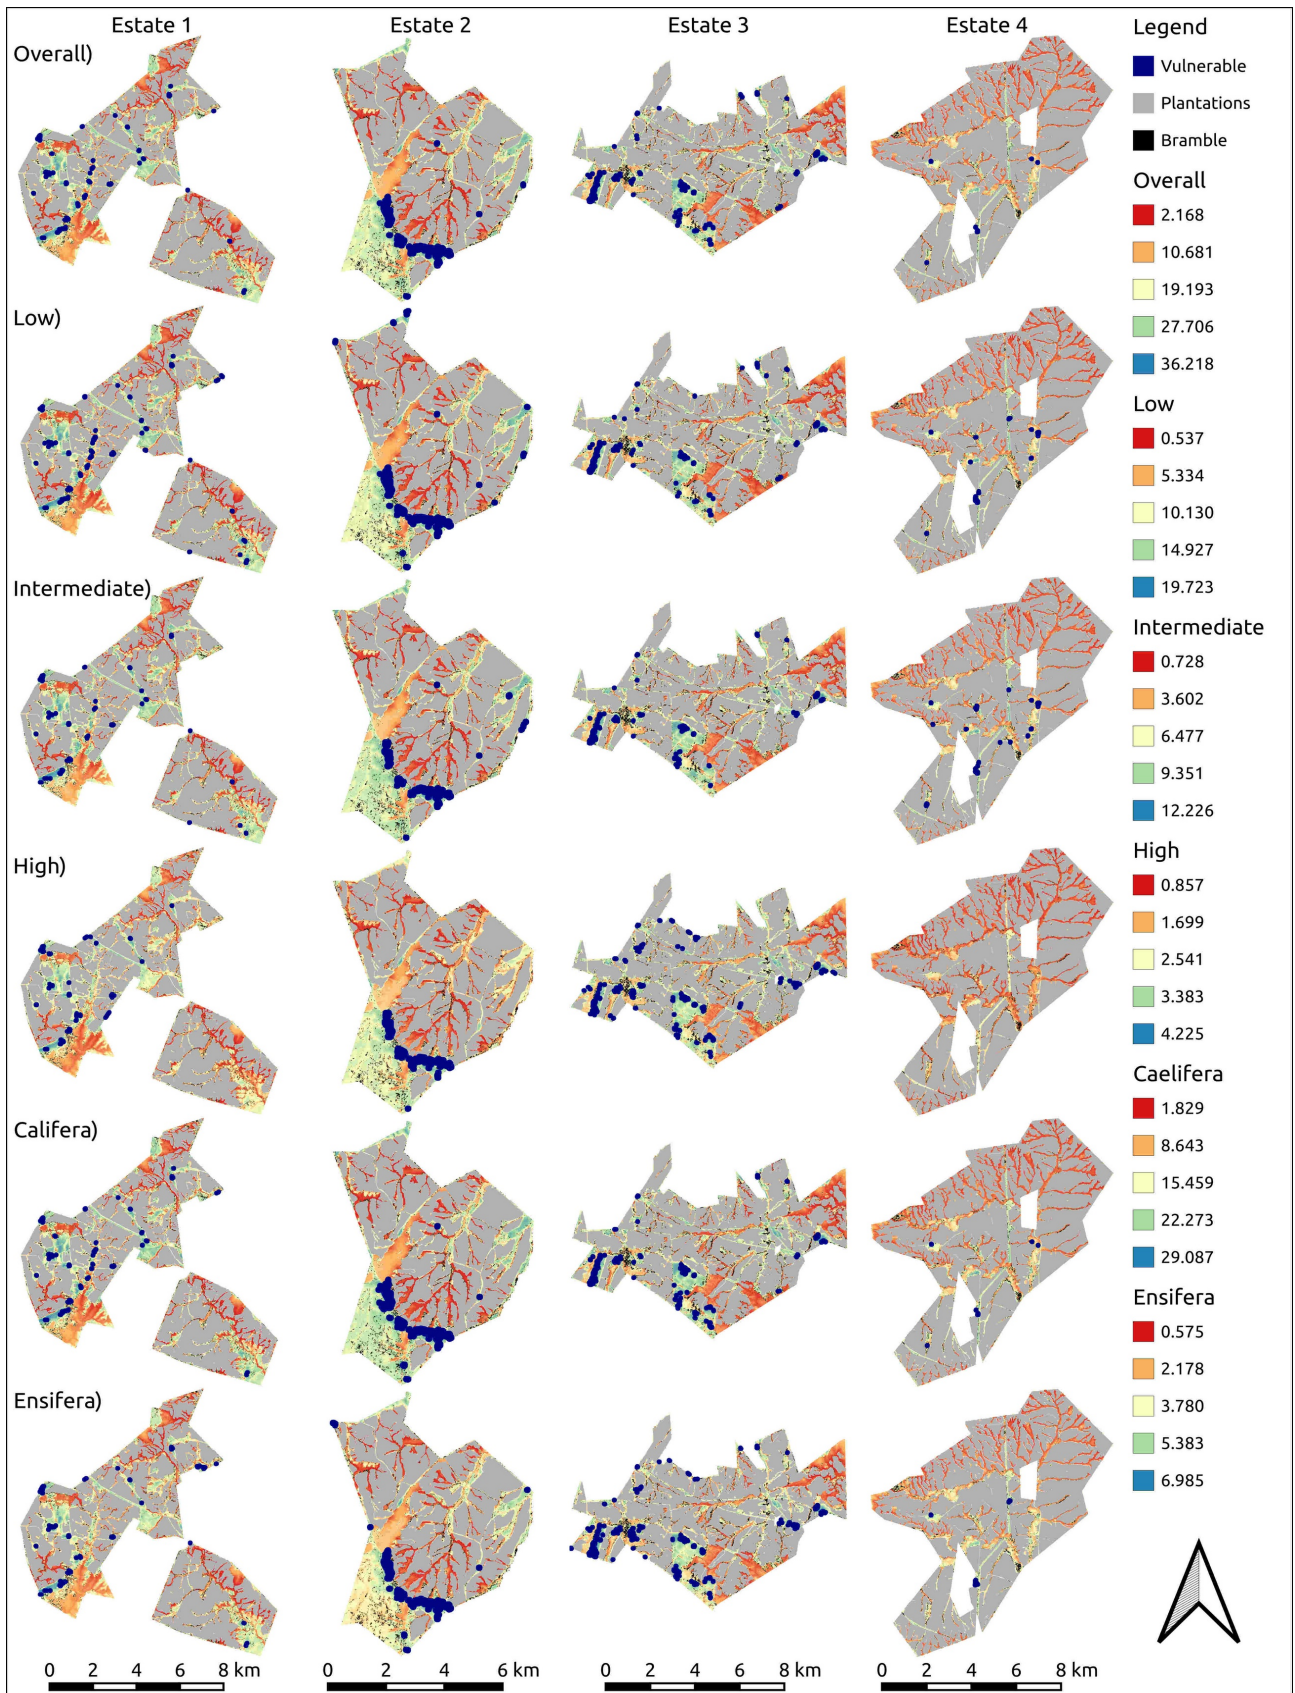 Estate 1 Estate 2 Estate 3 Estate 4 Legend
Overall)
Vulnerable
Plantations
Bramble
Overall
2.168
10.681
19.193
27.706
36.218
Low)
Low
0.537
5.334
10.130
14.927
19.723
Intermediate)
Intermediate
0.728
3.602
6.477
9.351
12.226
High)
High
0.857
1.699
2.541
3.383
4.225
Califera)
Caelifera
1.829
8.643
15.459
22.273
29.087
Ensifera)
Ensifera
0.575
2.178
3.780
5.383
6.985
0 2 4 6 8 km 0 2 4 6 km 0 2 4 6 8 km 0 2 4 6 8 km